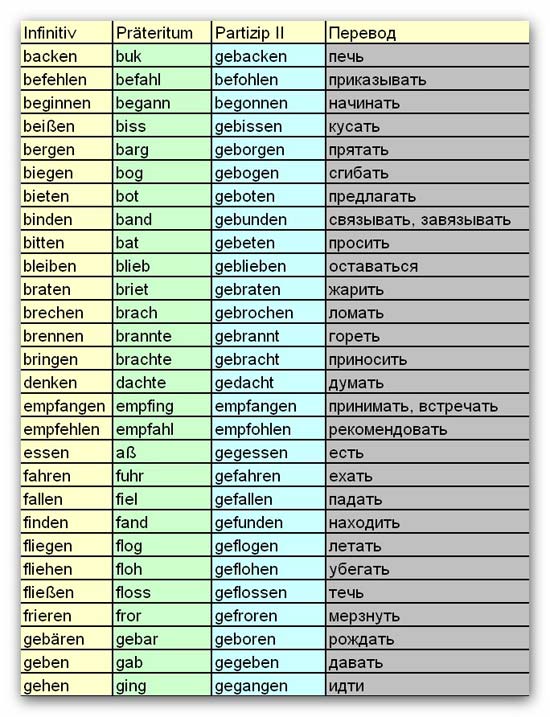 Infinitiv Präteritum Partizip II Перевод
backen buk gebacken печь
befehlen befahl befohlen приказывать
beginnen begann begonnen начинать
beißen biss gebissen кусать
bergen barg geborgen прятать
biegen bog gebogen сгибать
bieten bot geboten предлагать
binden band gebunden связывать, завязывать
bitten bat gebeten просить
bleiben blieb geblieben оставаться
braten briet gebraten жарить
brechen brach gebrochen ломать
brennen brannte gebrannt гореть
bringen brachte gebracht приносить
denken dachte gedacht думать
empfangen empfing empfangen принимать, встречать
empfehlen empfahl empfohlen рекомендовать
essen aß gegessen есть
fahren fuhr gefahren ехать
fallen fiel gefallen падать
finden fand gefunden находить
fliegen flog geflogen летать
fliehen floh geflohen убегать
fließen floss geflossen течь
frieren fror gefroren мерзнуть
gebären gebar geboren рождать
geben gab gegeben давать
gehen ging gegangen идти